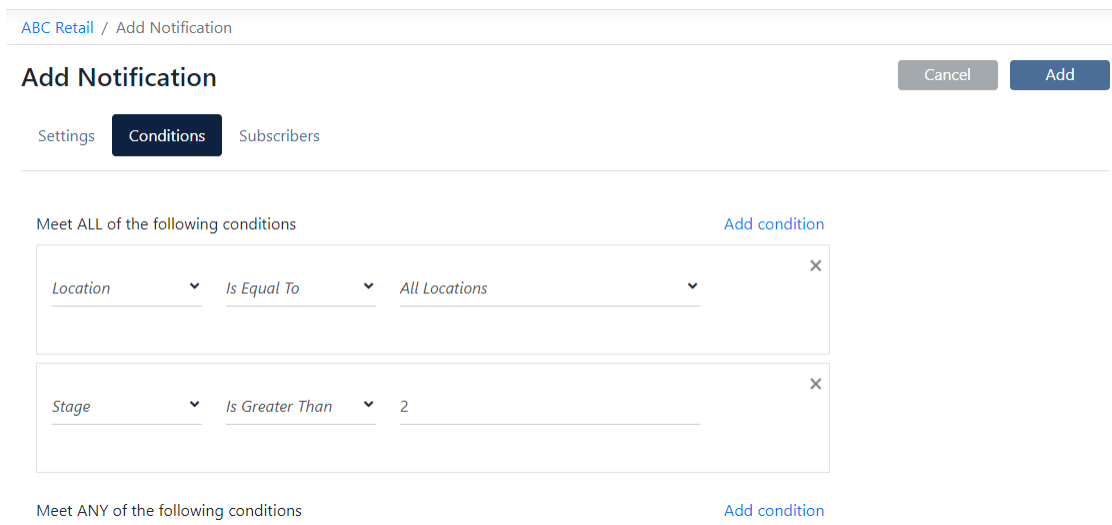 ABC Retail / Add Notification
Add Notification
Cancel
Add
Settings
Conditions
Subscribers
Meet ALL of the following conditions
Add condition
Location
Is Equal To
All Locations
Stage
Is Greater Than
2
Meet ANY of the following conditions
Add condition